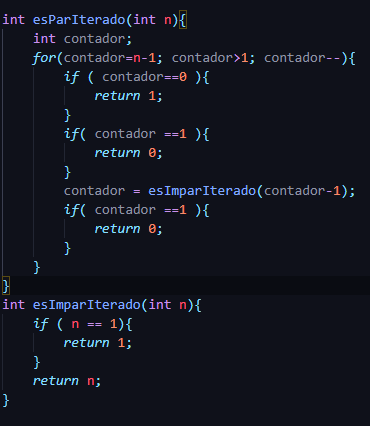 int esParIterado(int n){
    int contador;
    for(contador=n-1; contador>1; contador--){
        if ( contador==0 ){
            return 1;
        }
        if( contador ==1 ){
            return 0;
        }
        contador = esImparIterado(contador-1);
        if( contador ==1 ){
            return 0;
        }
    }
}
int esImparIterado(int n){
    if ( n == 1){
        return 1;
    }
    return n;
}